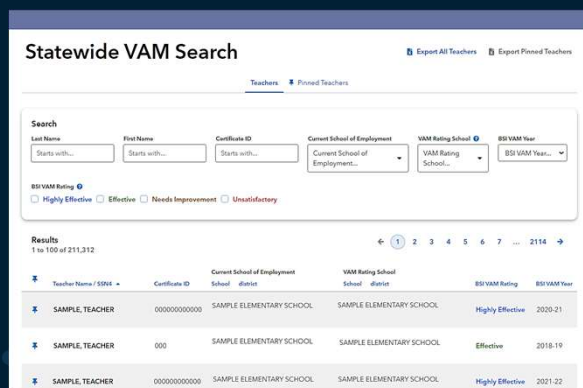 Statewide VAM Search
Export All Teachers Export Pinned Teachers
Teachers Pinned Teachers
Search
Last Name First Name Certificate ID Current School of Employment VAM Rating School BSI VAM Year
Starts with... Starts with... Starts with... Current School of Employment... VAM Rating School... BSI VAM Year...
BSI VAM Rating
Highly Effective Effective Needs Improvement Unsatisfactory
Results
1 to 100 of 211,312
← 1 2 3 4 5 6 7 ... 2114 →
Current School of Employment VAM Rating School
Teacher Name / SSN4 Certificate ID School district School district BSI VAM Rating BSI VAM Year
SAMPLE, TEACHER 000000000000 SAMPLE ELEMENTARY SCHOOL SAMPLE ELEMENTARY SCHOOL Highly Effective 2020-21
SAMPLE, TEACHER 000 SAMPLE ELEMENTARY SCHOOL SAMPLE ELEMENTARY SCHOOL Effective 2018-19
SAMPLE, TEACHER 000000000000 SAMPLE ELEMENTARY SCHOOL SAMPLE ELEMENTARY SCHOOL Highly Effective 2021-22